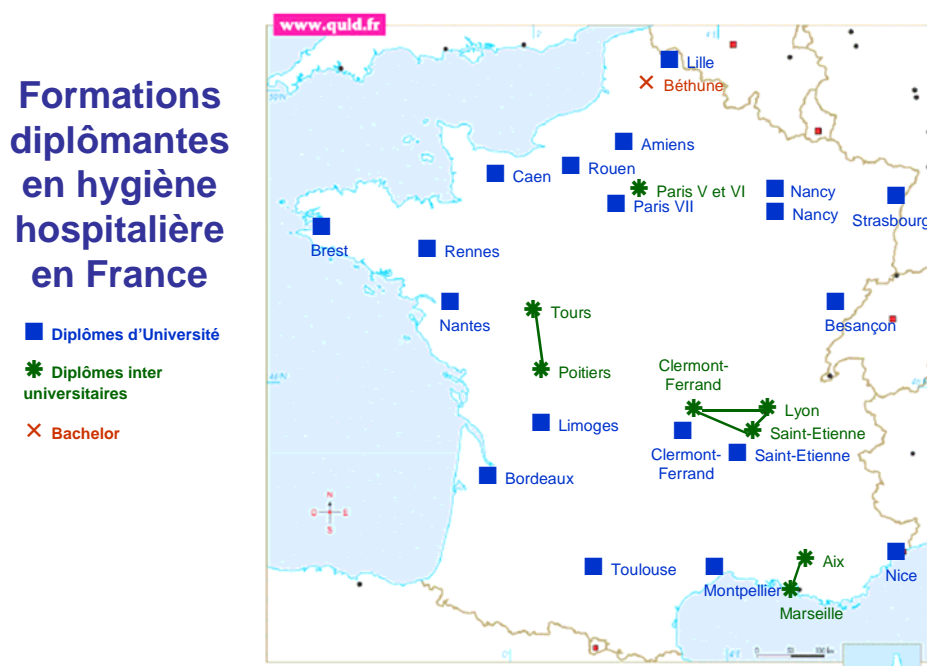 www.quid.fr
Formations
diplômantes
en hygiène
hospitalière
en France
Diplômes d'Université
Diplômes inter
universitaires
Bachelor
Lille
Béthune
Amiens
Rouen
Caen
Paris V et VI
Paris VII
Nancy
Nancy
Strasbourg
Brest
Rennes
Nantes
Tours
Besançon
Poitiers
Clermont-
Ferrand
Lyon
Limoges
Saint-Etienne
Clermont-
Ferrand
Saint-Etienne
Bordeaux
N
O
E
S
Toulouse
Montpellier
Aix
Nice
Marseille